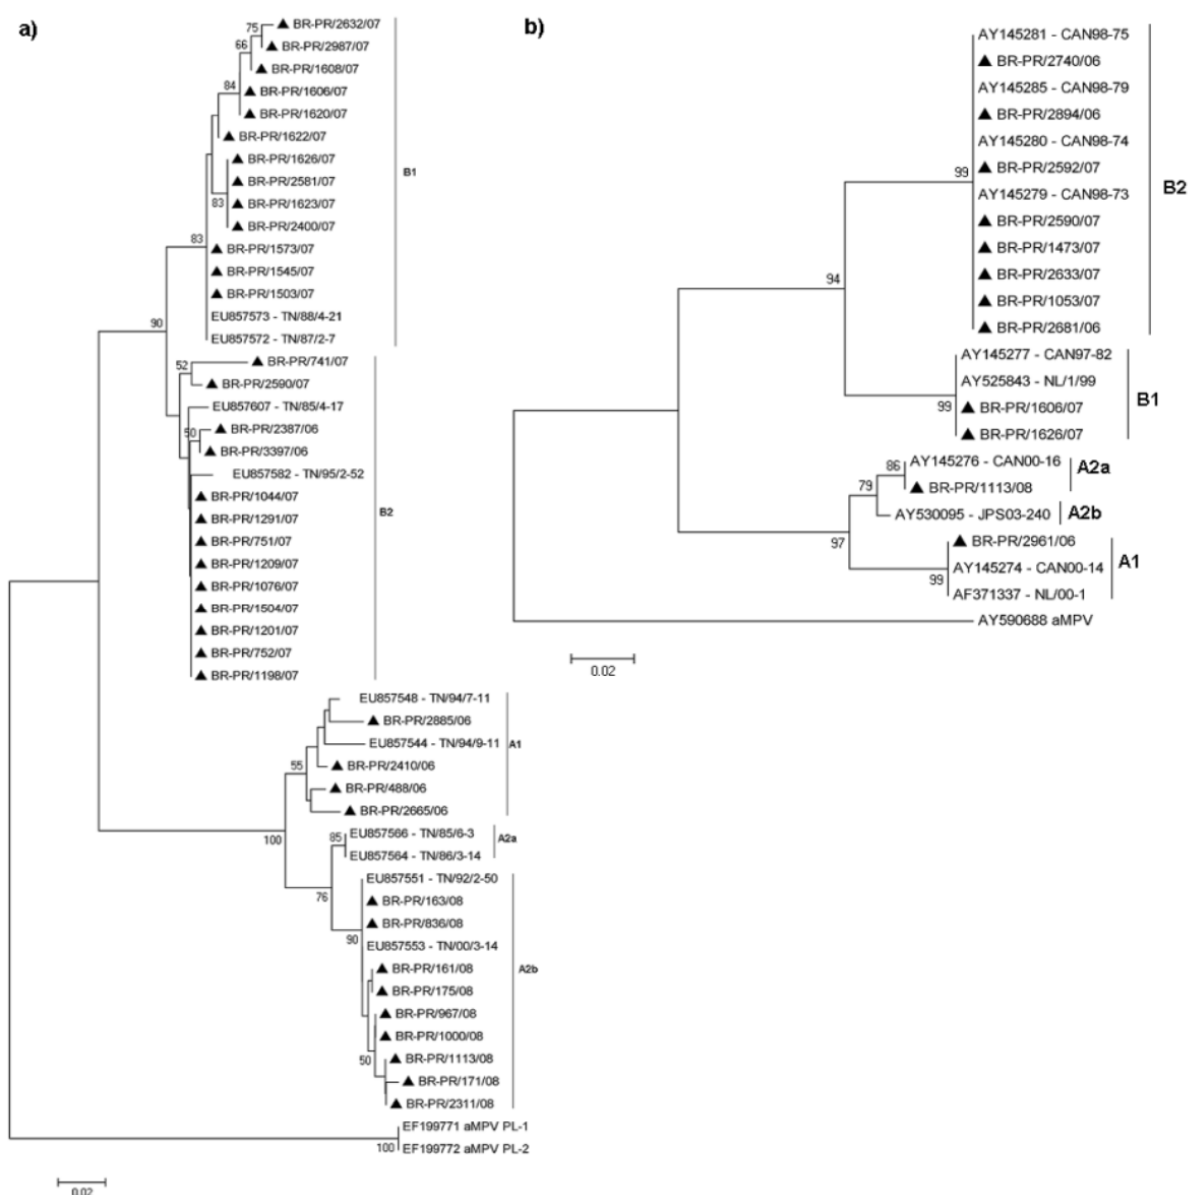 a)
75
▲ BR-PR/2632/07
▲ BR-PR/2987/07
66
▲ BR-PR/1608/07
84
▲ BR-PR/1606/07
▲ BR-PR/1620/07
▲ BR-PR/1622/07
▲ BR-PR/1626/07
B1
▲ BR-PR/2581/07
83
▲ BR-PR/1623/07
▲ BR-PR/2400/07
83
▲ BR-PR/1573/07
▲ BR-PR/1545/07
▲ BR-PR/1503/07
EU857573 - TN/88/4-21
90
EU857572 - TN/87/2-7
52
▲ BR-PR/741/07
▲ BR-PR/2590/07
EU857607 - TN/85/4-17
50
▲ BR-PR/2387/06
▲ BR-PR/3397/06
EU857582 - TN/95/2-52
▲ BR-PR/1044/07
B2
▲ BR-PR/1291/07
▲ BR-PR/751/07
▲ BR-PR/1209/07
▲ BR-PR/1076/07
▲ BR-PR/1504/07
▲ BR-PR/1201/07
▲ BR-PR/752/07
▲ BR-PR/1198/07
EU857548 - TN/94/7-11
▲ BR-PR/2885/06
EU857544 - TN/94/9-11
A1
55
▲ BR-PR/2410/06
▲ BR-PR/488/06
▲ BR-PR/2665/06
100
85
EU857566 - TN/85/6-3
A2a
EU857564 - TN/86/3-14
76
EU857551 - TN/92/2-50
▲ BR-PR/163/08
▲ BR-PR/836/08
90
EU857553 - TN/00/3-14
▲ BR-PR/161/08
A2b
▲ BR-PR/175/08
▲ BR-PR/967/08
▲ BR-PR/1000/08
50
▲ BR-PR/1113/08
▲ BR-PR/171/08
▲ BR-PR/2311/08
EF199771 aMPV PL-1
100
EF199772 aMPV PL-2
0.02
b)
AY145281 - CAN98-75
▲ BR-PR/2740/06
AY145285 - CAN98-79
▲ BR-PR/2894/06
AY145280 - CAN98-74
99
▲ BR-PR/2592/07
B2
AY145279 - CAN98-73
▲ BR-PR/2590/07
▲ BR-PR/1473/07
94
▲ BR-PR/2633/07
▲ BR-PR/1053/07
▲ BR-PR/2681/06
AY145277 - CAN97-82
AY525843 - NL/1/99
99
▲ BR-PR/1606/07
B1
▲ BR-PR/1626/07
86
AY145276 - CAN00-16
A2a
79
▲ BR-PR/1113/08
AY530095 - JPS03-240
A2b
97
▲ BR-PR/2961/06
99
AY145274 - CAN00-14
A1
AF371337 - NL/00-1
AY590688 aMPV
0.02